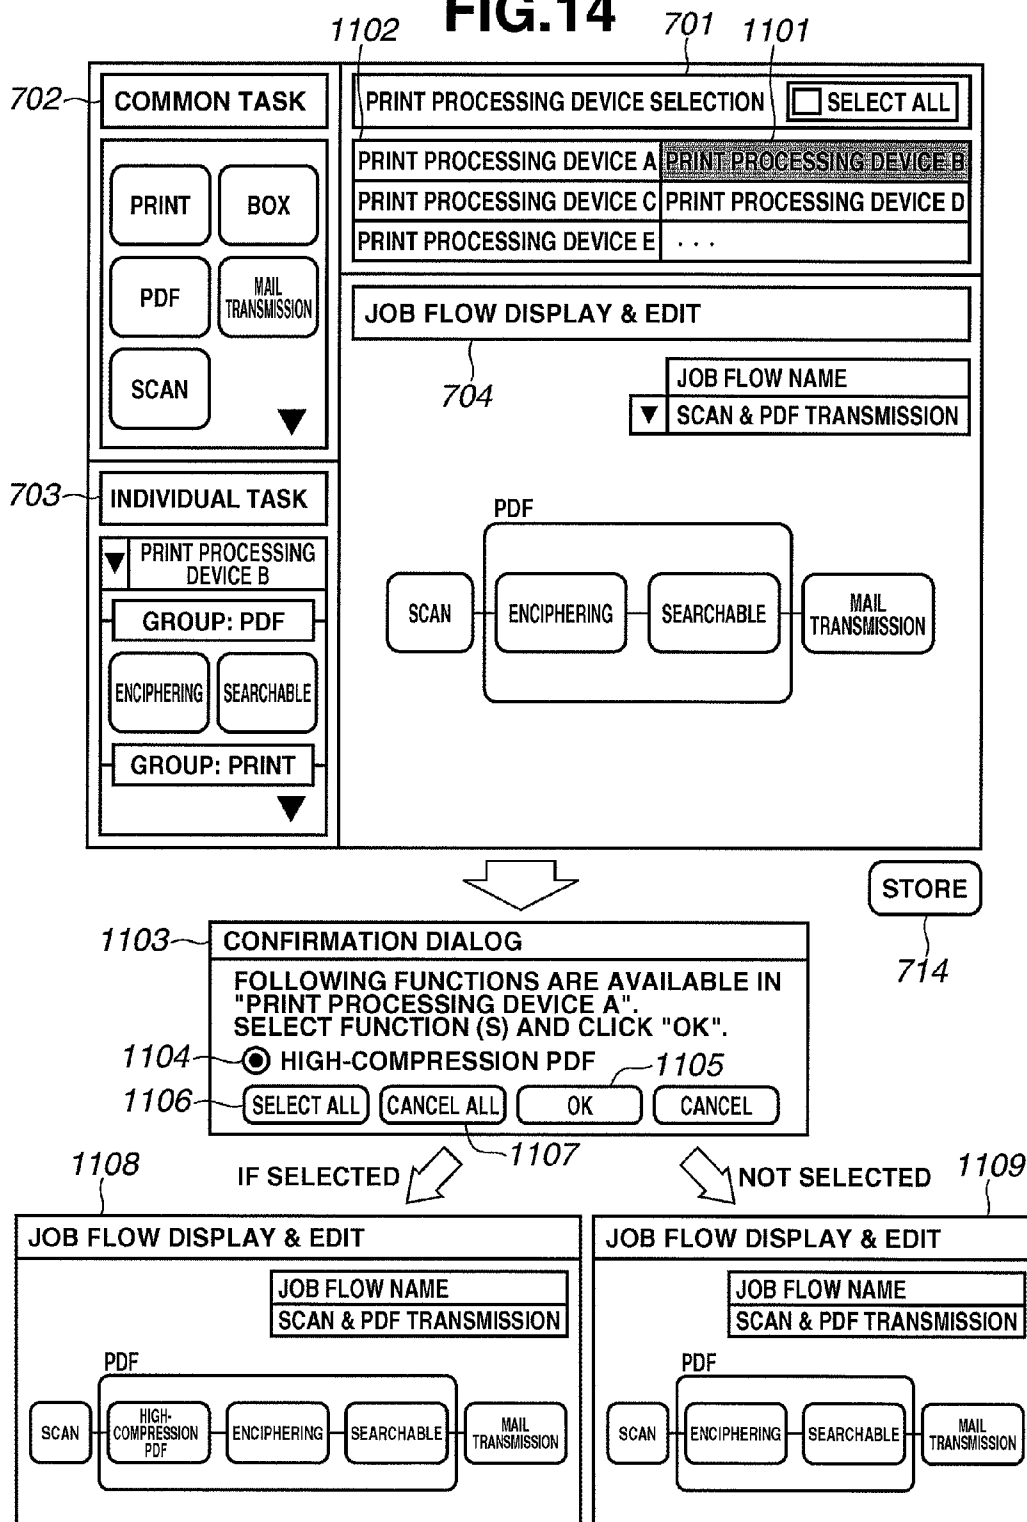 FIG.14
1102
701
1101
702
COMMON TASK
PRINT PROCESSING DEVICE SELECTION
SELECT ALL
PRINT PROCESSING DEVICE A
PRINT PROCESSING DEVICE B
PRINT PROCESSING DEVICE C
PRINT PROCESSING DEVICE D
PRINT PROCESSING DEVICE E
...
PRINT
BOX
PDF
MAIL
TRANSMISSION
SCAN
▼
JOB FLOW DISPLAY & EDIT
704
JOB FLOW NAME
▼ SCAN & PDF TRANSMISSION
703
INDIVIDUAL TASK
▼ PRINT PROCESSING
DEVICE B
GROUP: PDF
ENCIPHERING
SEARCHABLE
GROUP: PRINT
▼
PDF
SCAN
ENCIPHERING
SEARCHABLE
MAIL
TRANSMISSION
STORE
714
1103
CONFIRMATION DIALOG
FOLLOWING FUNCTIONS ARE AVAILABLE IN
"PRINT PROCESSING DEVICE A".
SELECT FUNCTION (S) AND CLICK "OK".
1104
HIGH-COMPRESSION PDF
1105
1106
SELECT ALL
CANCEL ALL
OK
CANCEL
1107
1108
IF SELECTED
NOT SELECTED
1109
JOB FLOW DISPLAY & EDIT
JOB FLOW NAME
SCAN & PDF TRANSMISSION
PDF
SCAN
HIGH-
COMPRESSION
PDF
ENCIPHERING
SEARCHABLE
MAIL
TRANSMISSION
JOB FLOW DISPLAY & EDIT
JOB FLOW NAME
SCAN & PDF TRANSMISSION
PDF
SCAN
ENCIPHERING
SEARCHABLE
MAIL
TRANSMISSION